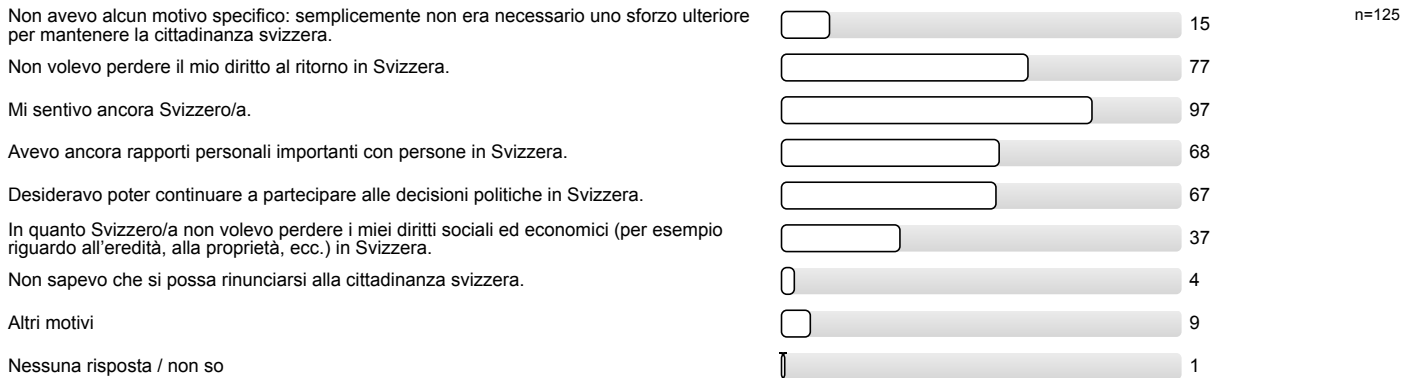 Non avevo alcun motivo specifico: semplicemente non era necessario uno sforzo ulteriore
per mantenere la cittadinanza svizzera.
15
n=125
Non volevo perdere il mio diritto al ritorno in Svizzera.
77
Mi sentivo ancora Svizzero/a.
97
Avevo ancora rapporti personali importanti con persone in Svizzera.
68
Desideravo poter continuare a partecipare alle decisioni politiche in Svizzera.
67
In quanto Svizzero/a non volevo perdere i miei diritti sociali ed economici (per esempio
riguardo all'eredità, alla proprietà, ecc.) in Svizzera.
37
Non sapevo che si possa rinunciarsi alla cittadinanza svizzera.
4
Altri motivi
9
Nessuna risposta / non so
1